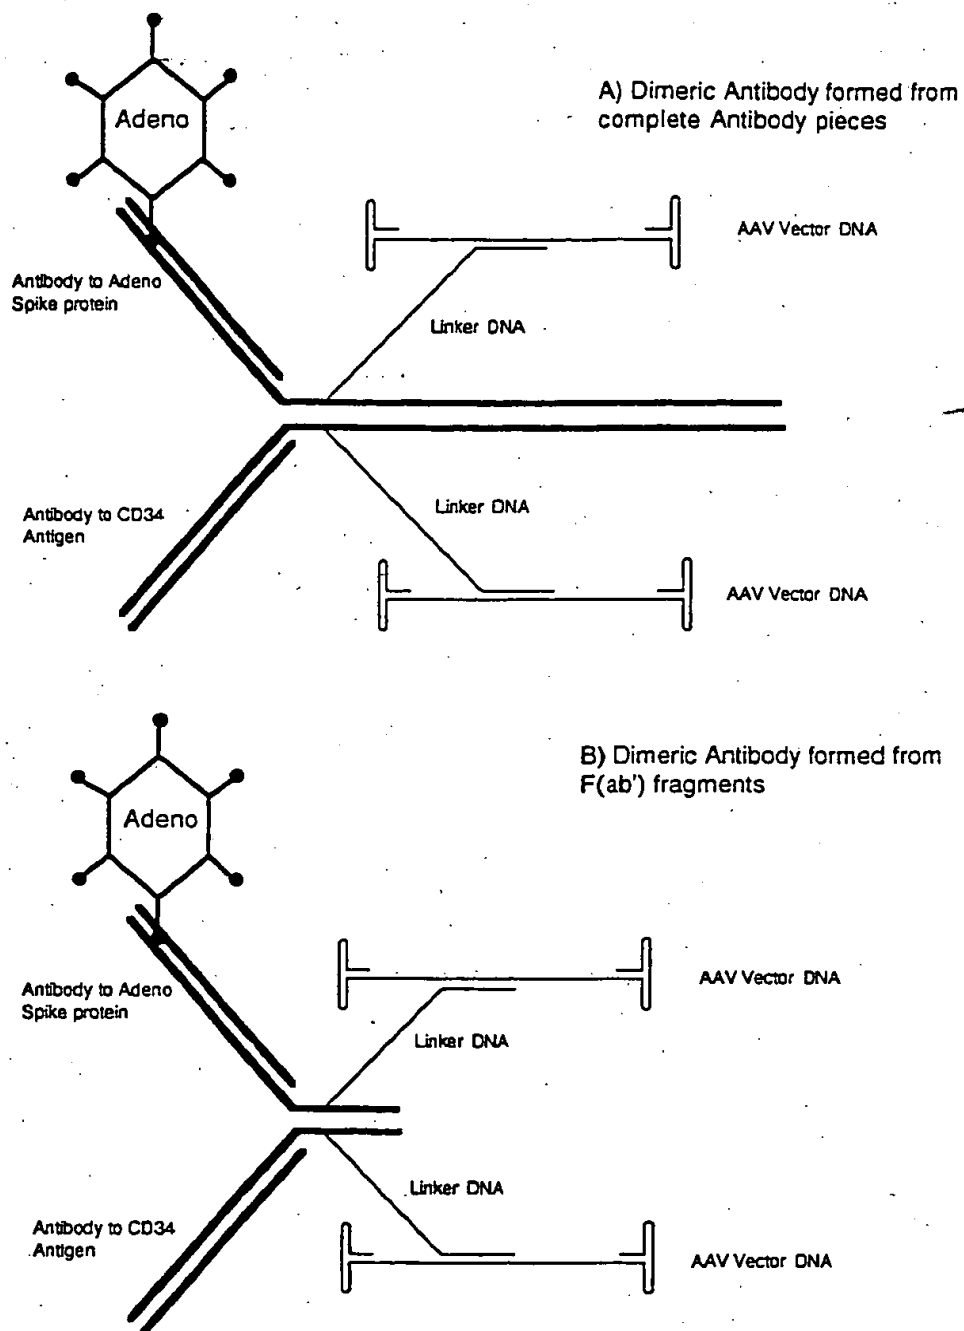 Adeno
A) Dimeric Antibody formed from
complete Antibody pieces
AAV Vector DNA
Antibody to Adeno
Spike protein
Linker DNA
Linker DNA
Antibody to CD34
Antigen
AAV Vector DNA
B) Dimeric Antibody formed from
F(ab') fragments
Adeno
AAV Vector DNA
Antibody to Adeno
Spike protein
Linker DNA
Linker DNA
Antibody to CD34
Antigen
AAV Vector DNA